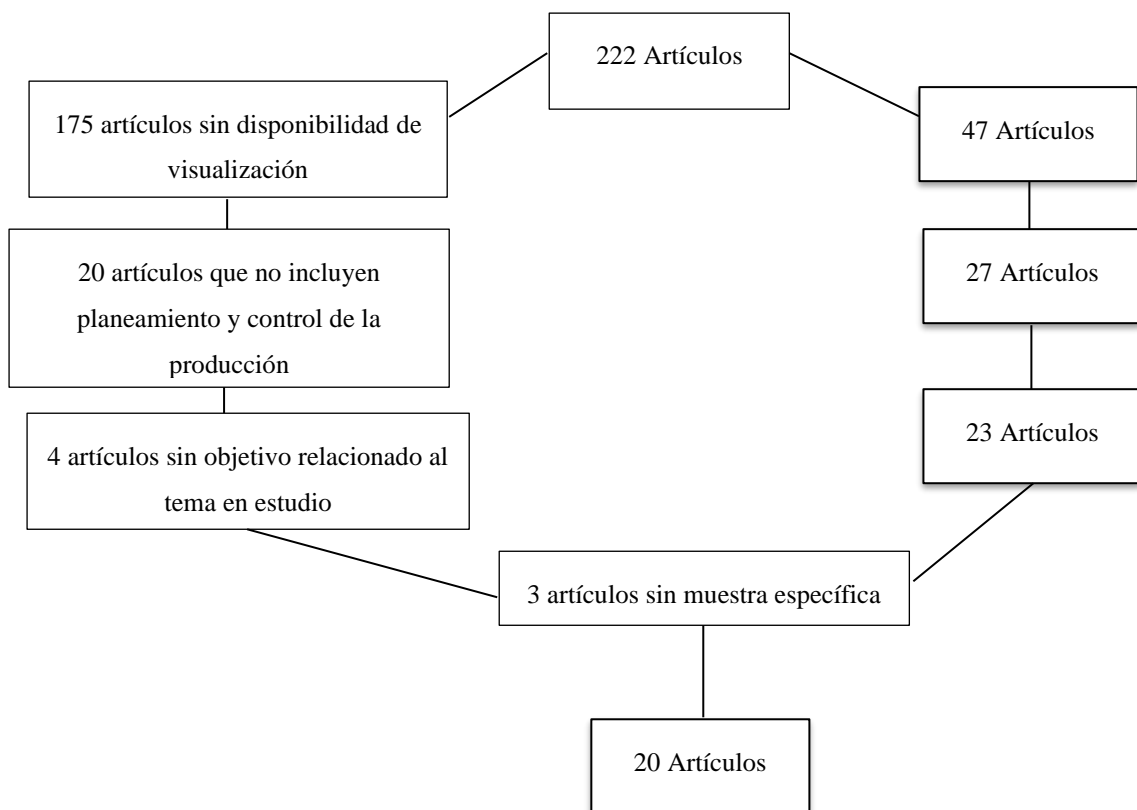 222 Artículos
175 artículos sin disponibilidad de
visualización
47 Artículos
20 artículos que no incluyen
planeamiento y control de la
producción
27 Artículos
4 artículos sin objetivo relacionado al
tema en estudio
23 Artículos
3 artículos sin muestra específica
20 Artículos